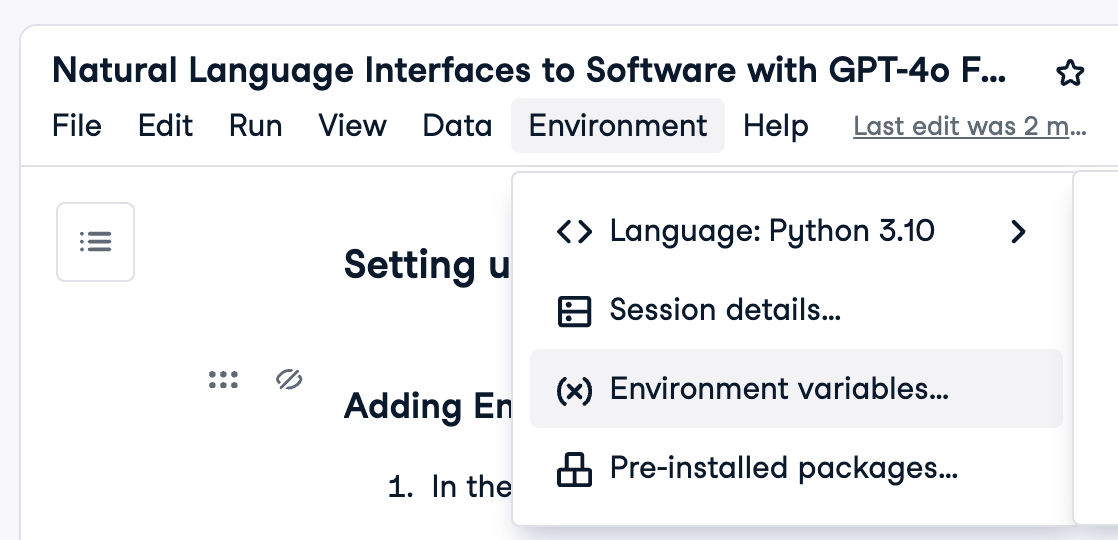 Natural Language Interfaces to Software with GPT-4o F...
File Edit Run View Data Environment Help Last edit was 2 m...
Language: Python 3.10
Setting u
Session details...
(x) Environment variables...
Adding En
Pre-installed packages...
1. In the